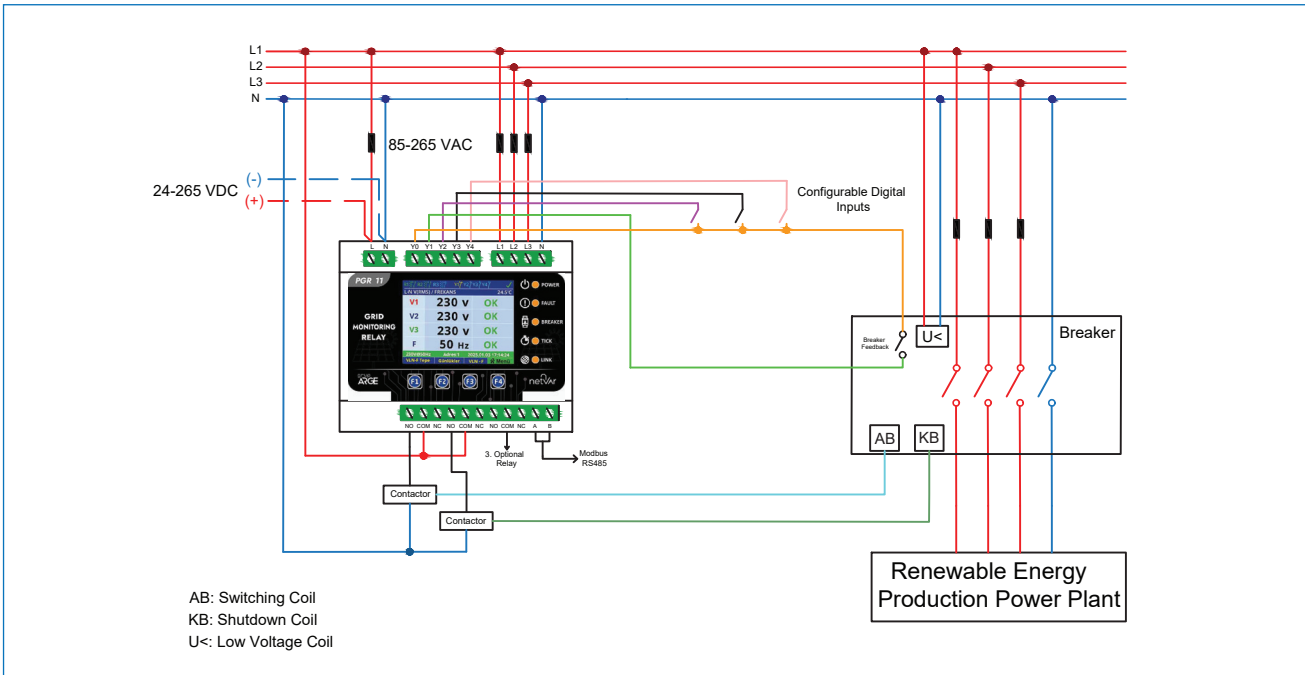 L1
L2
L3
N
85-265 VAC
24-265 VDC
(-)
(+)
Configurable Digital
Inputs
L N Y0 Y1 Y2 Y3 Y4 L1 L2 L3 N
PGR 11
GRID
MONITORING
RELAY
24.5°C
V1 230 v OK
V2 230 v OK
V3 230 v OK
F 50 Hz OK
POWER
FAULT
BREAKER
TICK
LINK
ARGE
F1 F2 F3 F4
netVAr
NO COM NC NO COM NC NO COM NC A B
3. Optional
Relay
Modbus
RS485
Contactor
Contactor
Breaker
Feedback
U<
Breaker
AB
KB
Renewable Energy
Production Power Plant
AB: Switching Coil
KB: Shutdown Coil
U<: Low Voltage Coil